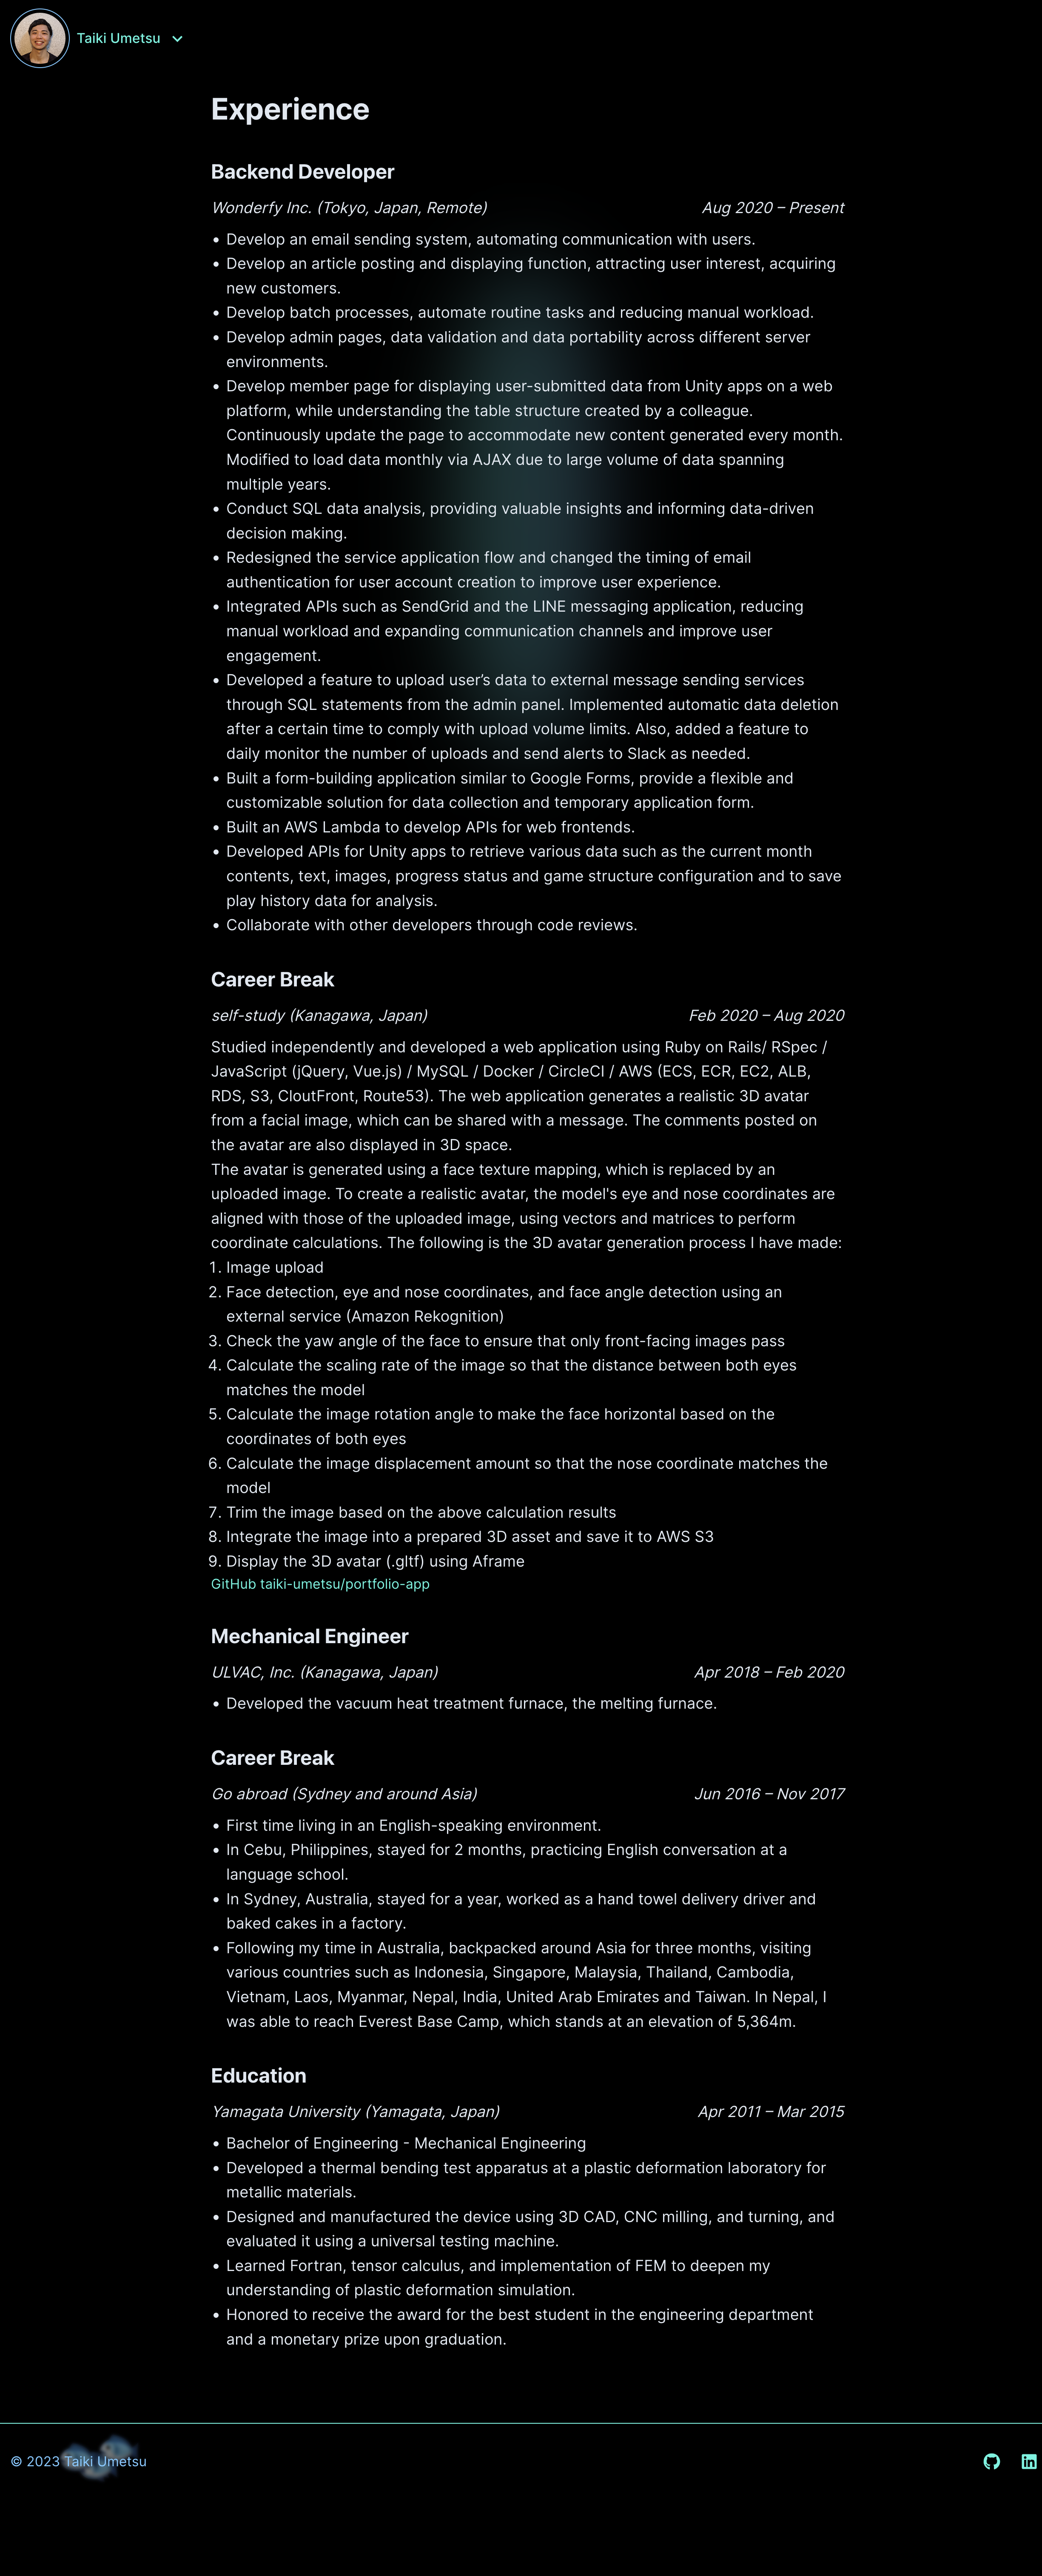 Taiki Umetsu
Experience
Backend Developer
Wonderfy Inc. (Tokyo, Japan, Remote) Aug 2020 – Present
• Develop an email sending system, automating communication with users.
• Develop an article posting and displaying function, attracting user interest, acquiring
new customers.
• Develop batch processes, automate routine tasks and reducing manual workload.
• Develop admin pages, data validation and data portability across different server
environments.
• Develop member page for displaying user-submitted data from Unity apps on a web
platform, while understanding the table structure created by a colleague.
Continuously update the page to accommodate new content generated every month.
Modified to load data monthly via AJAX due to large volume of data spanning
multiple years.
• Conduct SQL data analysis, providing valuable insights and informing data-driven
decision making.
• Redesigned the service application flow and changed the timing of email
authentication for user account creation to improve user experience.
• Integrated APIs such as SendGrid and the LINE messaging application, reducing
manual workload and expanding communication channels and improve user
engagement.
• Developed a feature to upload user’s data to external message sending services
through SQL statements from the admin panel. Implemented automatic data deletion
after a certain time to comply with upload volume limits. Also, added a feature to
daily monitor the number of uploads and send alerts to Slack as needed.
• Built a form-building application similar to Google Forms, provide a flexible and
customizable solution for data collection and temporary application form.
• Built an AWS Lambda to develop APIs for web frontends.
• Developed APIs for Unity apps to retrieve various data such as the current month
contents, text, images, progress status and game structure configuration and to save
play history data for analysis.
• Collaborate with other developers through code reviews.
Career Break
self-study (Kanagawa, Japan) Feb 2020 – Aug 2020
Studied independently and developed a web application using Ruby on Rails/ RSpec /
JavaScript (jQuery, Vue.js) / MySQL / Docker / CircleCI / AWS (ECS, ECR, EC2, ALB,
RDS, S3, CloutFront, Route53). The web application generates a realistic 3D avatar
from a facial image, which can be shared with a message. The comments posted on
the avatar are also displayed in 3D space.
The avatar is generated using a face texture mapping, which is replaced by an
uploaded image. To create a realistic avatar, the model's eye and nose coordinates are
aligned with those of the uploaded image, using vectors and matrices to perform
coordinate calculations. The following is the 3D avatar generation process I have made:
1. Image upload
2. Face detection, eye and nose coordinates, and face angle detection using an
external service (Amazon Rekognition)
3. Check the yaw angle of the face to ensure that only front-facing images pass
4. Calculate the scaling rate of the image so that the distance between both eyes
matches the model
5. Calculate the image rotation angle to make the face horizontal based on the
coordinates of both eyes
6. Calculate the image displacement amount so that the nose coordinate matches the
model
7. Trim the image based on the above calculation results
8. Integrate the image into a prepared 3D asset and save it to AWS S3
9. Display the 3D avatar (.gltf) using Aframe
GitHub taiki-umetsu/portfolio-app
Mechanical Engineer
ULVAC, Inc. (Kanagawa, Japan) Apr 2018 – Feb 2020
• Developed the vacuum heat treatment furnace, the melting furnace.
Career Break
Go abroad (Sydney and around Asia) Jun 2016 – Nov 2017
• First time living in an English-speaking environment.
• In Cebu, Philippines, stayed for 2 months, practicing English conversation at a
language school.
• In Sydney, Australia, stayed for a year, worked as a hand towel delivery driver and
baked cakes in a factory.
• Following my time in Australia, backpacked around Asia for three months, visiting
various countries such as Indonesia, Singapore, Malaysia, Thailand, Cambodia,
Vietnam, Laos, Myanmar, Nepal, India, United Arab Emirates and Taiwan. In Nepal, I
was able to reach Everest Base Camp, which stands at an elevation of 5,364m.
Education
Yamagata University (Yamagata, Japan) Apr 2011 – Mar 2015
• Bachelor of Engineering - Mechanical Engineering
• Developed a thermal bending test apparatus at a plastic deformation laboratory for
metallic materials.
• Designed and manufactured the device using 3D CAD, CNC milling, and turning, and
evaluated it using a universal testing machine.
• Learned Fortran, tensor calculus, and implementation of FEM to deepen my
understanding of plastic deformation simulation.
• Honored to receive the award for the best student in the engineering department
and a monetary prize upon graduation.
© 2023 Taiki Umetsu